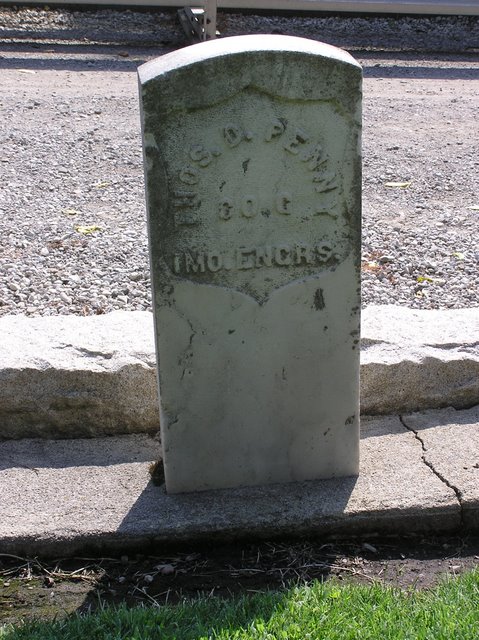 THOS. D. PENNY
CO. G
1 MO. ENGRS.